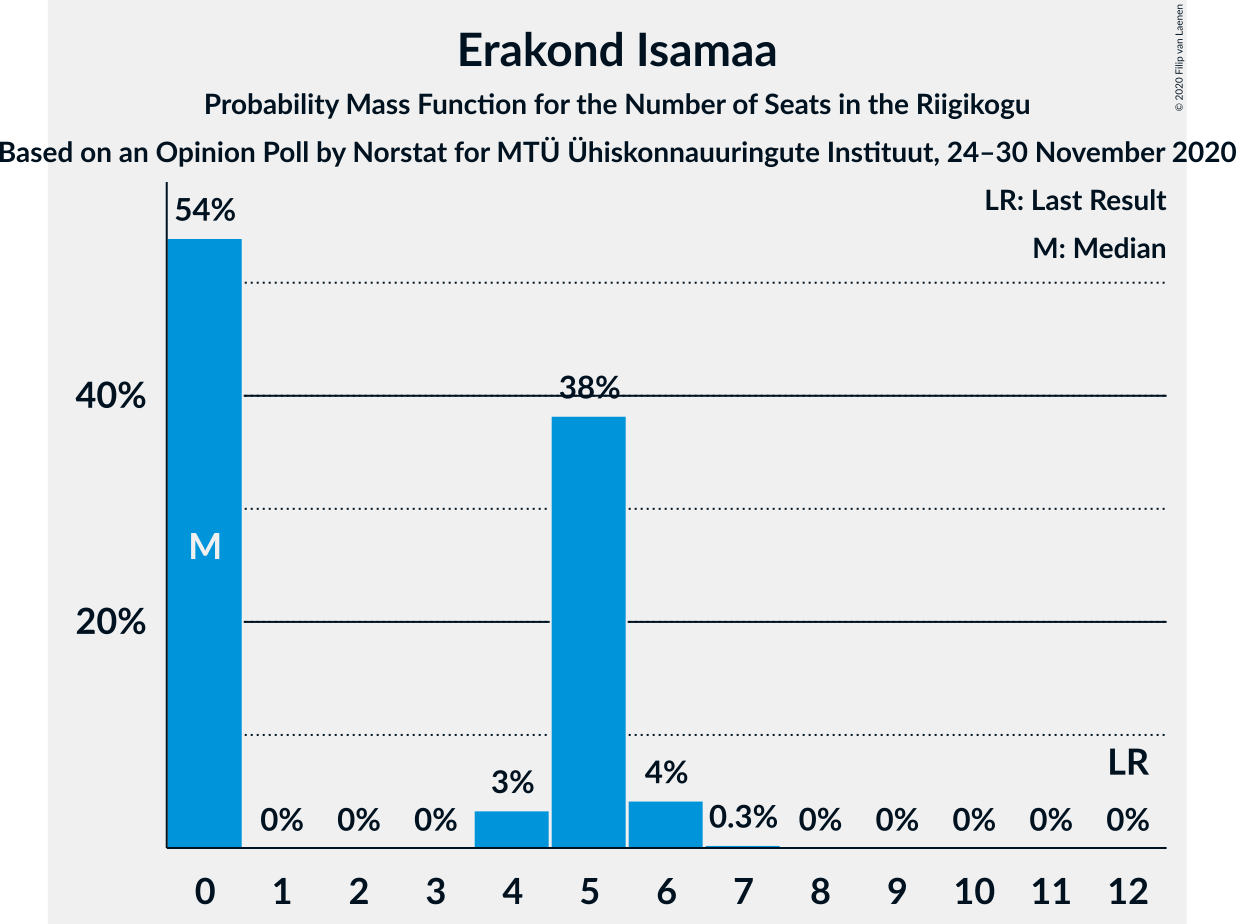 Erakond Isamaa
Probability Mass Function for the Number of Seats in the Riigikogu
Based on an Opinion Poll by Norstat for MTÜ Ühiskonnauuringute Instituut, 24–30 November 2020
© 2020 Filip van Laenen
LR: Last Result
M: Median
54%
38%
40%
M
20%
LR
3%
4%
0% 0% 0% 0.3% 0% 0% 0% 0% 0%
0 1 2 3 4 5 6 7 8 9 10 11 12